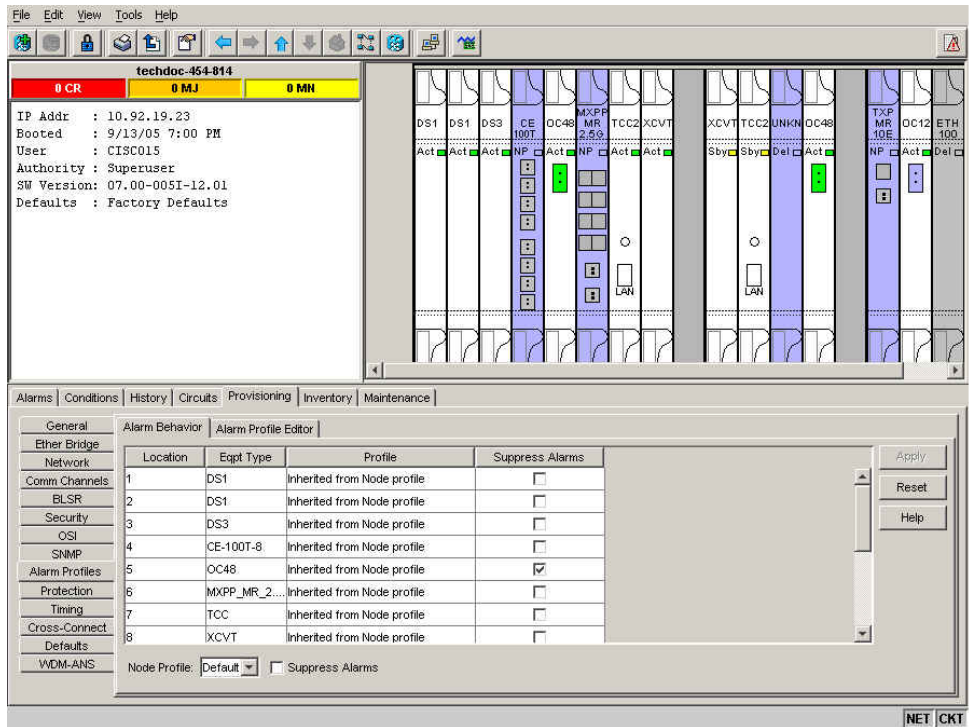 File Edit View Tools Help
techdoc-454-814
0 CR 0 MJ 0 MN
IP Addr : 10.92.19.23
Booted : 9/13/05 7:00 PM
User : CISCO15
Authority : Superuser
SW Version: 07.00-005I-12.01
Defaults : Factory Defaults
DS1 DS1 DS3 CE 100T OC48 MXPP MR 2.5G TCC2 XCVT XCVT TCC2 UNKN OC48 TXP MR 10E OC12 ETH 100
Act Act Act NP Act NP Act Act Sby Sby Del Act NP Act Del
LAN LAN
Alarms Conditions History Circuits Provisioning Inventory Maintenance
General
Ether Bridge
Network
Comm Channels
BLSR
Security
OSI
SNMP
Alarm Profiles
Protection
Timing
Cross-Connect
Defaults
WDM-ANS
Alarm Behavior Alarm Profile Editor
Location Eqpt Type Profile Suppress Alarms
1 DS1 Inherited from Node profile
2 DS1 Inherited from Node profile
3 DS3 Inherited from Node profile
4 CE-100T-8 Inherited from Node profile
5 OC48 Inherited from Node profile
6 MXPP_MR_2.... Inherited from Node profile
7 TCC Inherited from Node profile
8 XCVT Inherited from Node profile
Node Profile: Default Suppress Alarms
Apply
Reset
Help
NET CKT